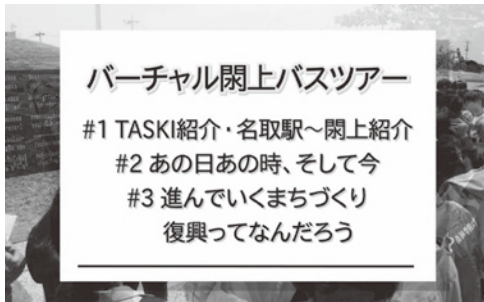 バーチャル閖上バスツアー
#1 TASKI紹介・名取駅～閖上紹介
#2 あの日あの時、そして今
#3 進んでいくまちづくり
復興ってなんだろう